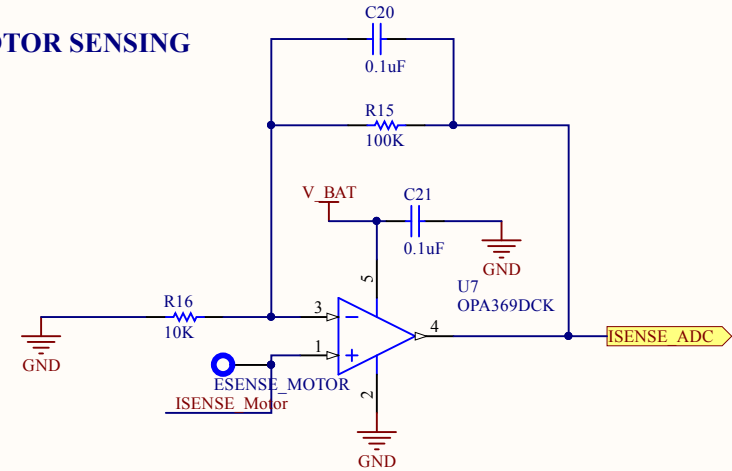 OTOR SENSING
C20
0.1uF
R15
100K
V_BAT
C21
0.1uF
GND
5
U7
OPA369DCK
R16
10K
3
4
ISENSE_ADC
GND
1
ESENSE_MOTOR
ISENSE_Motor
2
GND